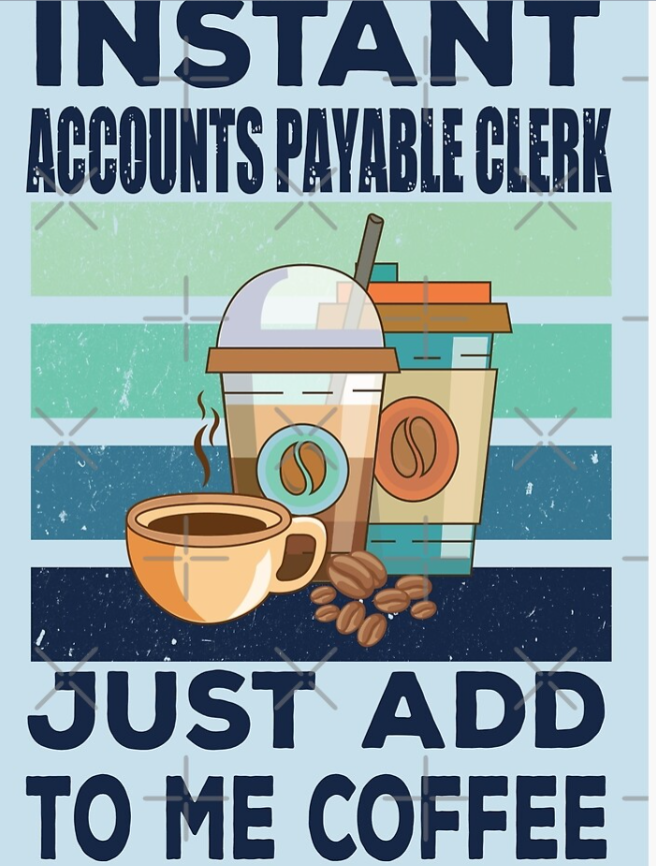 INSTANT
ACCOUNTS PAYABLE CLERK
JUST ADD
TO ME COFFEE